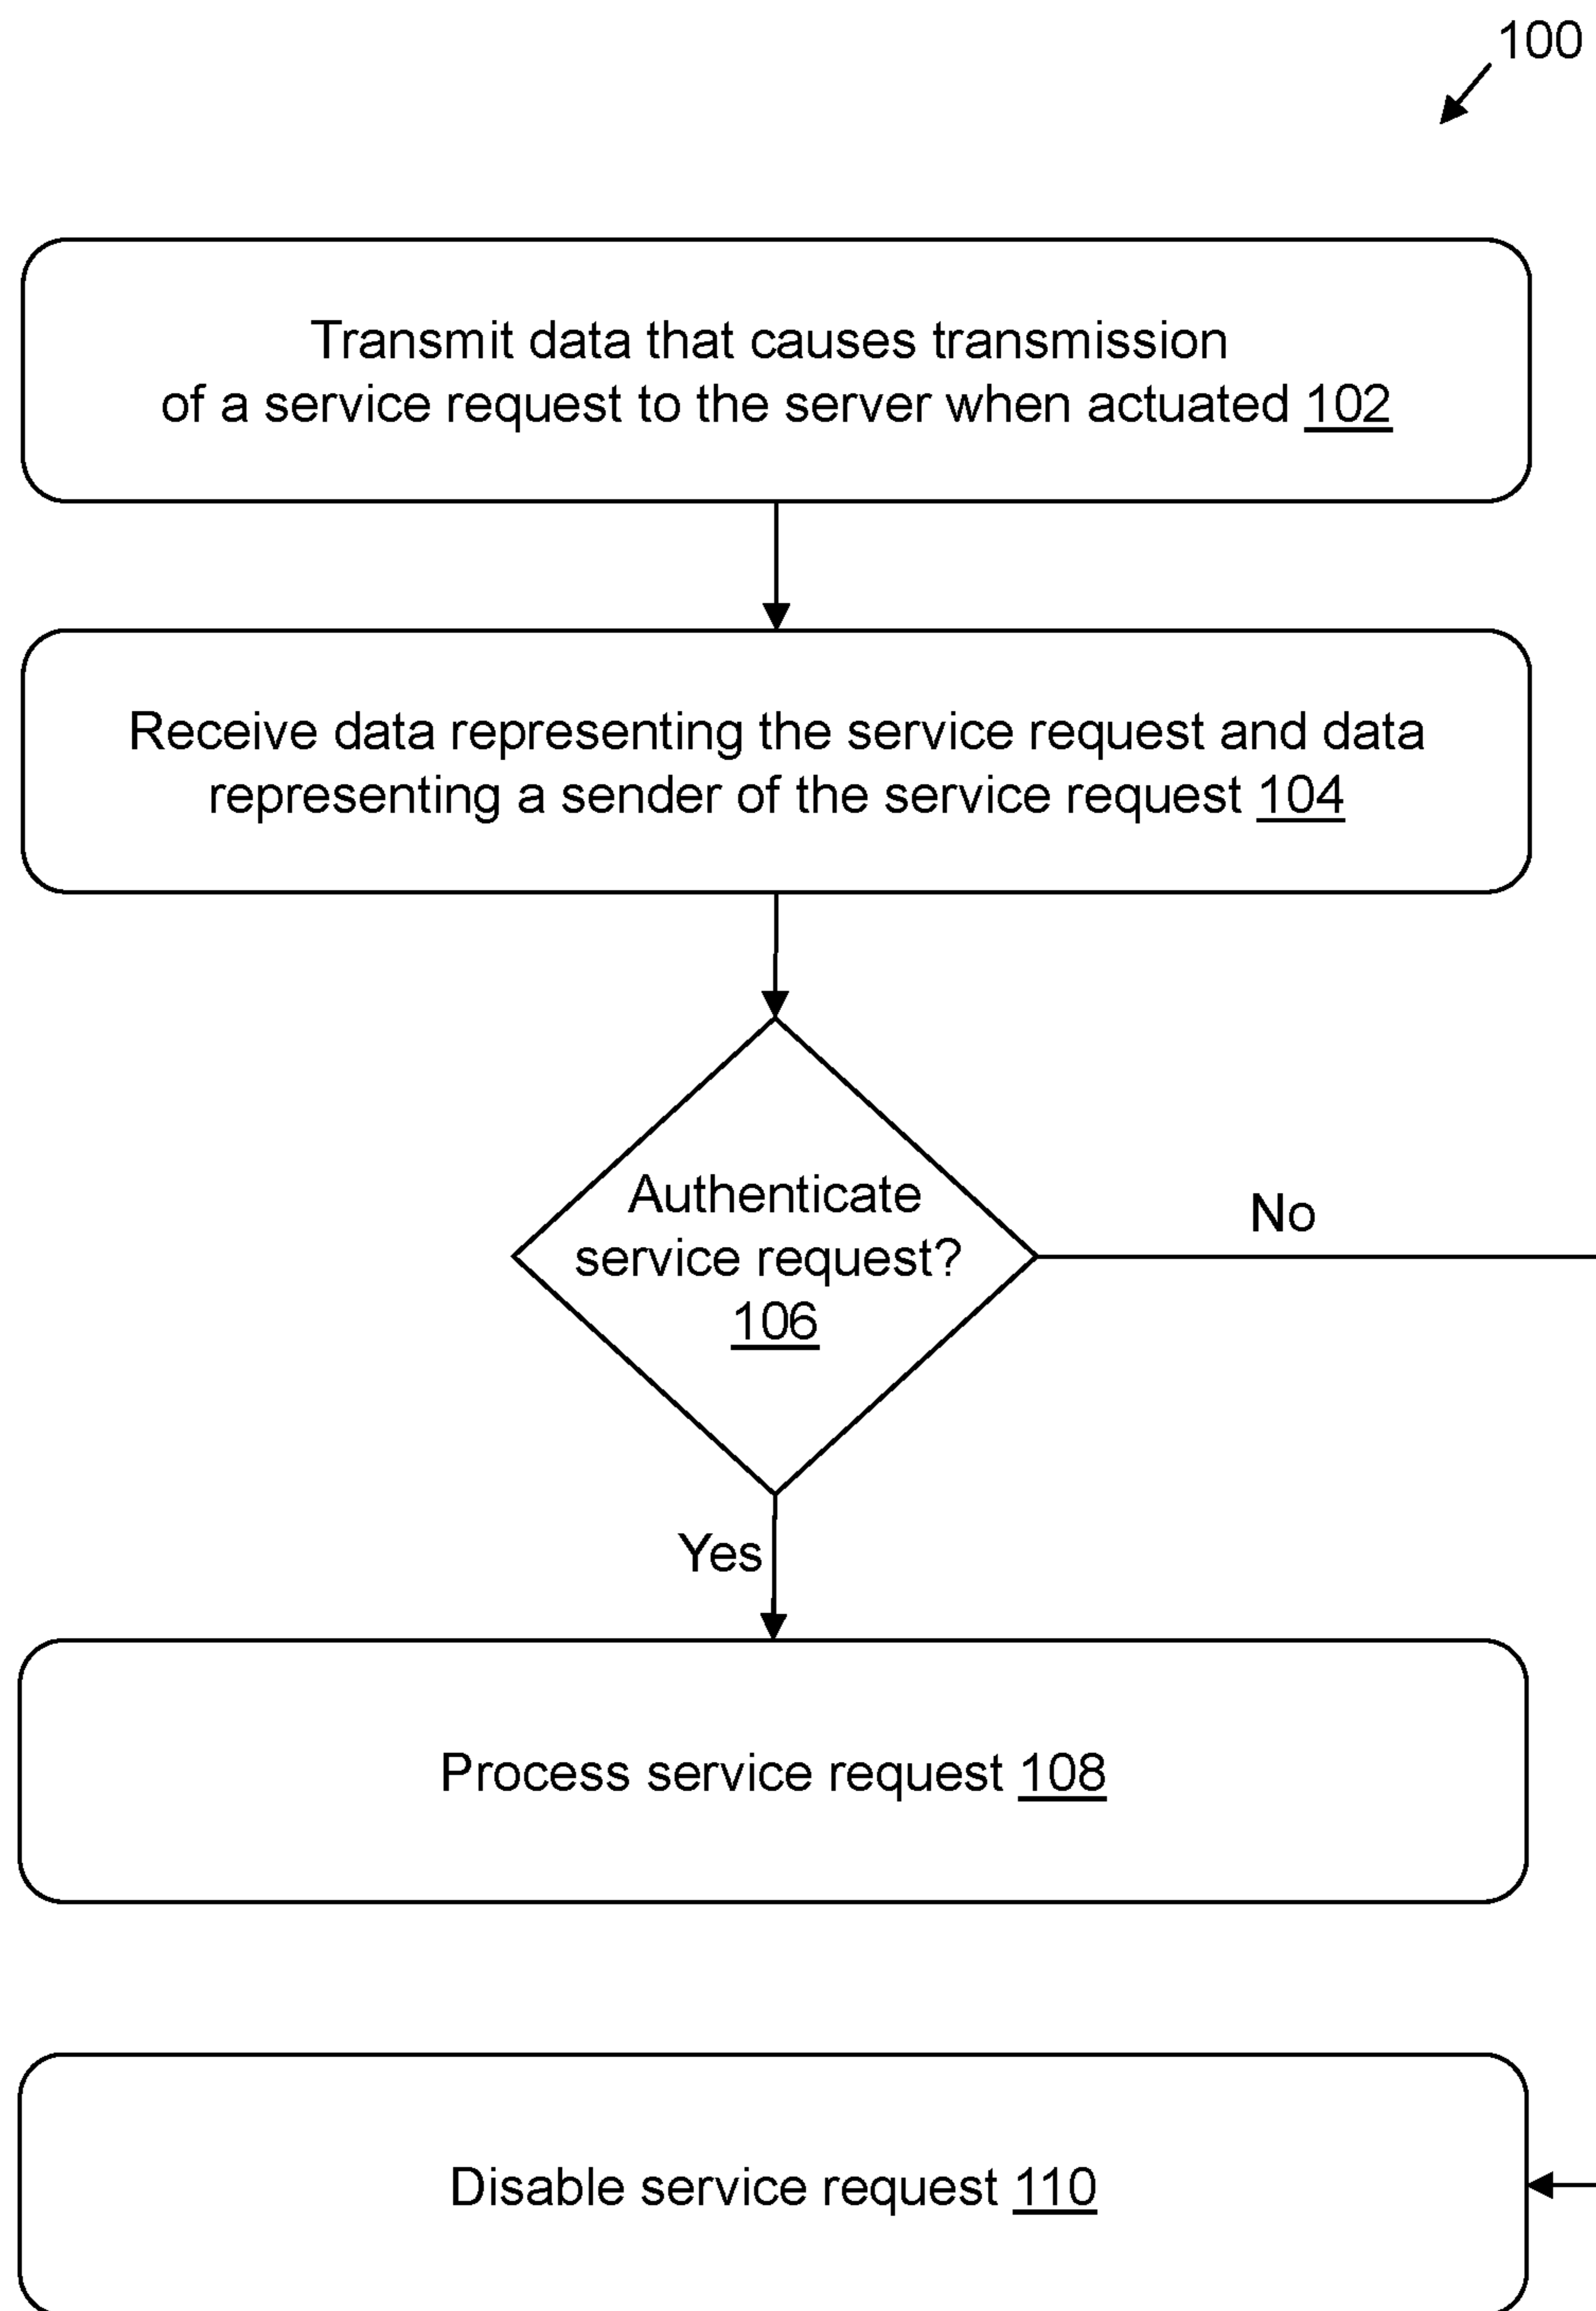 100
Transmit data that causes transmission
of a service request to the server when actuated 102
Receive data representing the service request and data
representing a sender of the service request 104
Authenticate
service request?
106
No
Yes
Process service request 108
Disable service request 110